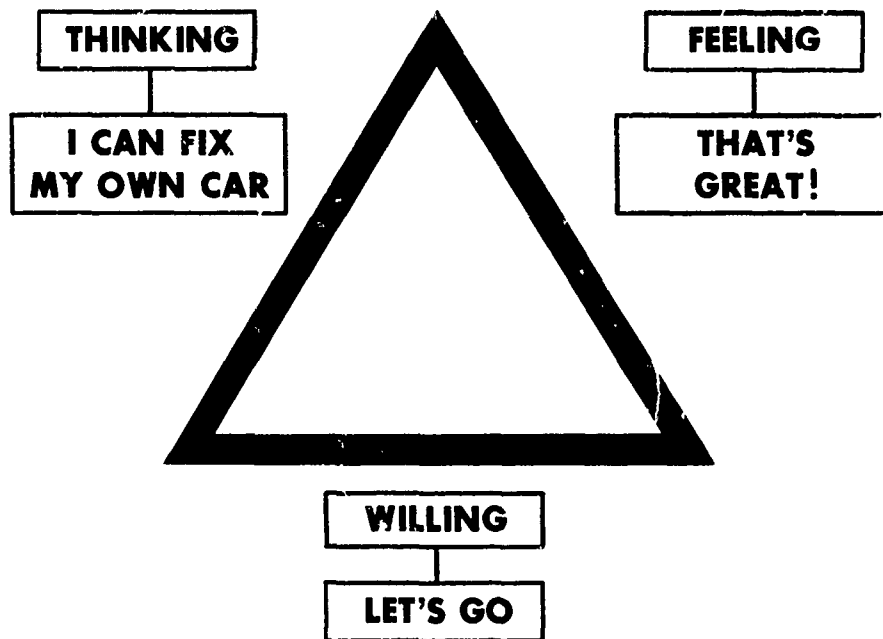 THINKING
I CAN FIX
MY OWN CAR
FEELING
THAT'S
GREAT!
WILLING
LET'S GO